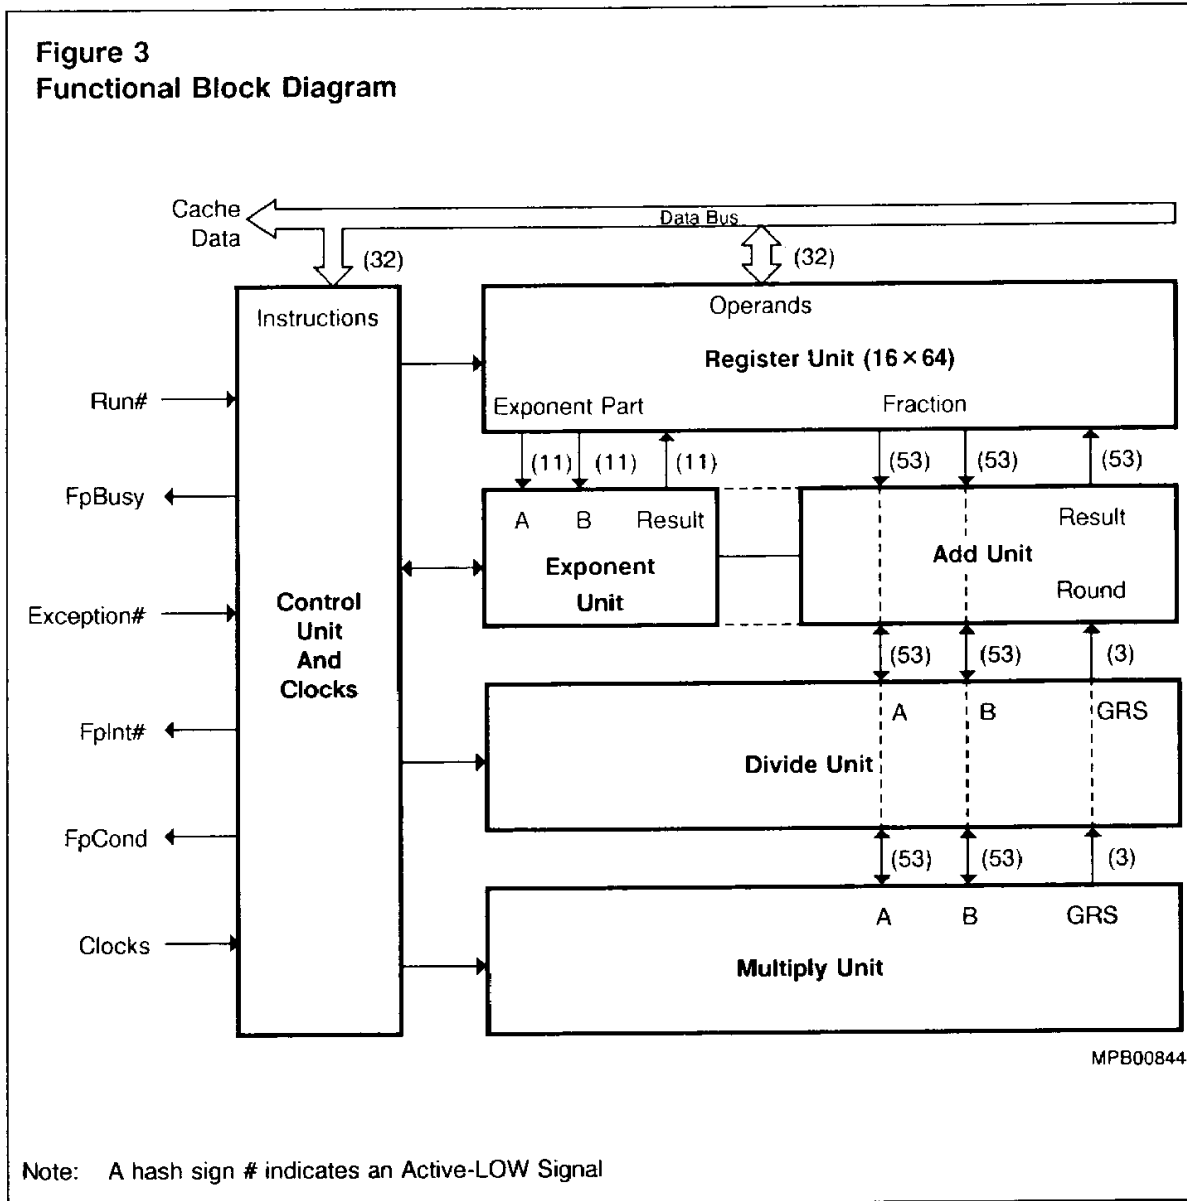 Figure 3
Functional Block Diagram
Cache
Data
Data Bus
(32)
(32)
Instructions
Operands
Register Unit (16×64)
Exponent Part
Fraction
Run#
(11)
(11)
(11)
(53)
(53)
(53)
FpBusy
A
B
Result
Result
Exponent
Unit
Add Unit
Round
Control
Unit
And
Clocks
Exception#
(53)
(53)
(3)
A
B
GRS
FpInt#
Divide Unit
FpCond
(53)
(53)
(3)
A
B
GRS
Clocks
Multiply Unit
MPB00844
Note: A hash sign # indicates an Active-LOW Signal